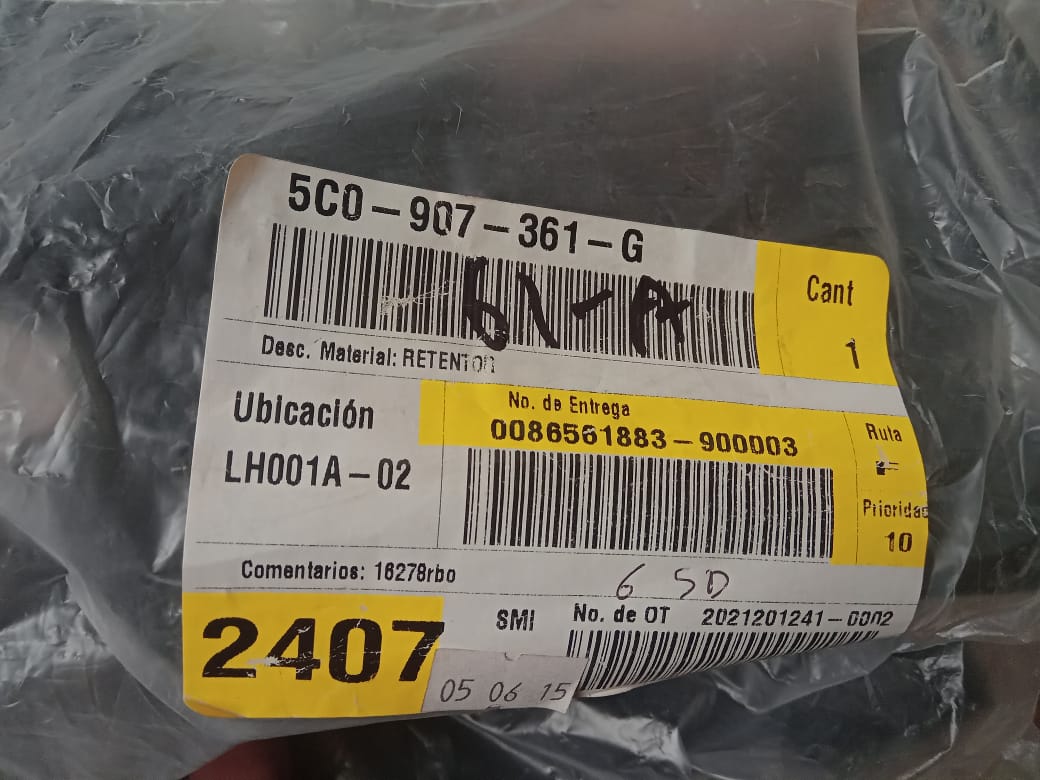 5C0-907-361-G
Cant
1
Desc. Material: RETENTOR
Ubicación
LH001A-02
No. de Entrega
0086561883-900003
Ruta
Prioridad
10
Comentarios: 16278rbo
6 SD
2407
SMI
No. de OT 2021201241-0002
05 06 15